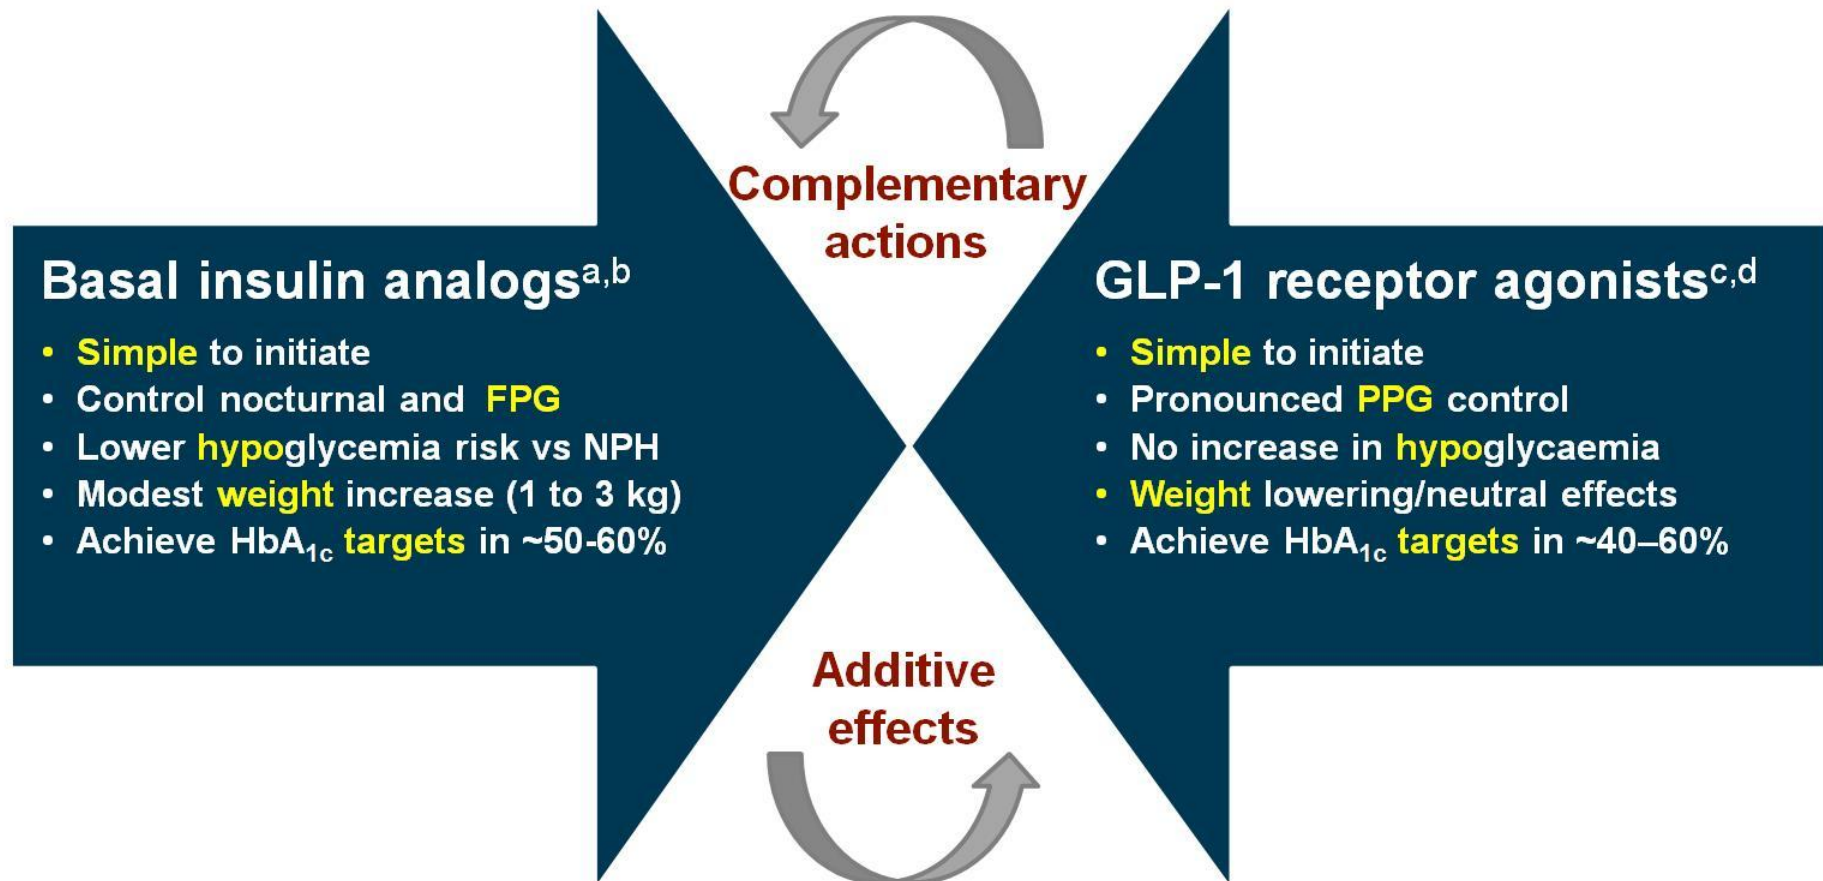 Complementary
actions
Basal insulin analogsa,b
• Simple to initiate
• Control nocturnal and FPG
• Lower hypoglycemia risk vs NPH
• Modest weight increase (1 to 3 kg)
• Achieve HbA1c targets in ~50-60%
GLP-1 receptor agonistsc,d
• Simple to initiate
• Pronounced PPG control
• No increase in hypoglycaemia
• Weight lowering/neutral effects
• Achieve HbA1c targets in ~40–60%
Additive
effects